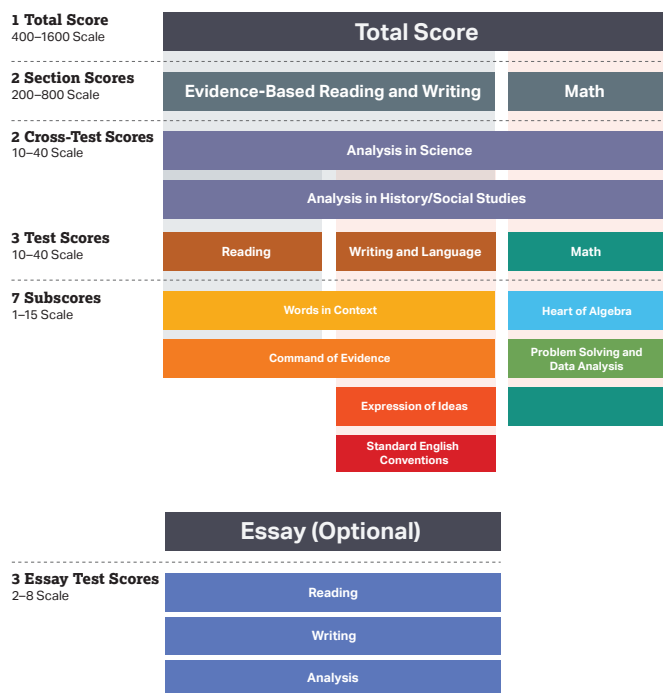 1 Total Score
400–1600 Scale
Total Score
2 Section Scores
200–800 Scale
Evidence-Based Reading and Writing
Math
2 Cross-Test Scores
10–40 Scale
Analysis in Science
Analysis in History/Social Studies
3 Test Scores
10–40 Scale
Reading
Writing and Language
Math
7 Subscores
1–15 Scale
Words in Context
Heart of Algebra
Command of Evidence
Problem Solving and
Data Analysis
Expression of Ideas
Standard English
Conventions
Essay (Optional)
3 Essay Test Scores
2–8 Scale
Reading
Writing
Analysis